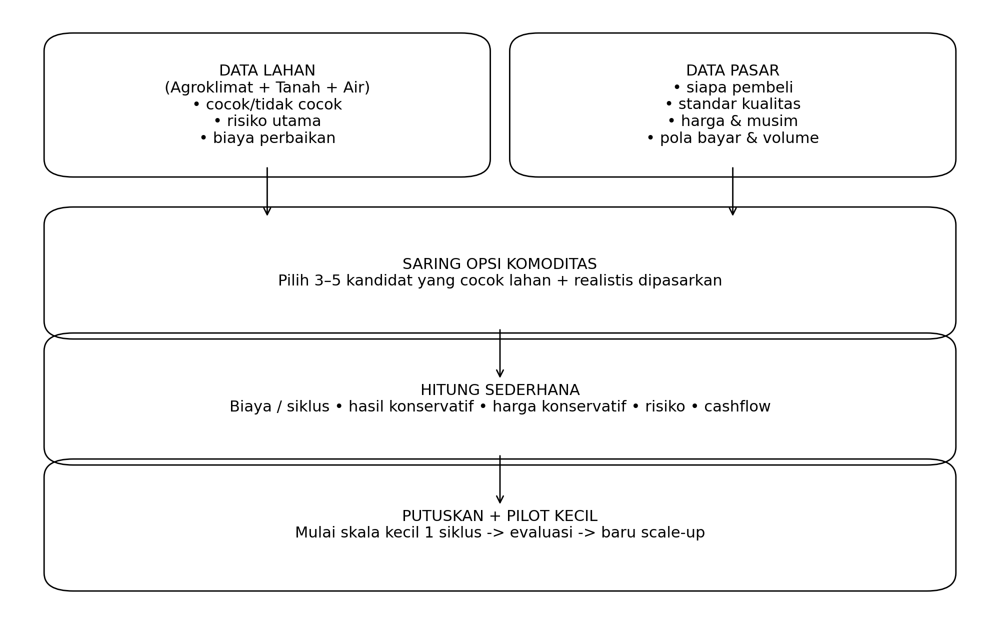 DATA LAHAN
(Agroklimat + Tanah + Air)
• cocok/tidak cocok
• risiko utama
• biaya perbaikan
DATA PASAR
• siapa pembeli
• standar kualitas
• harga & musim
• pola bayar & volume
SARING OPSI KOMODITAS
Pilih 3–5 kandidat yang cocok lahan + realistis dipasarkan
HITUNG SEDERHANA
Biaya / siklus • hasil konservatif • harga konservatif • risiko • cashflow
PUTUSKAN + PILOT KECIL
Mulai skala kecil 1 siklus -> evaluasi -> baru scale-up